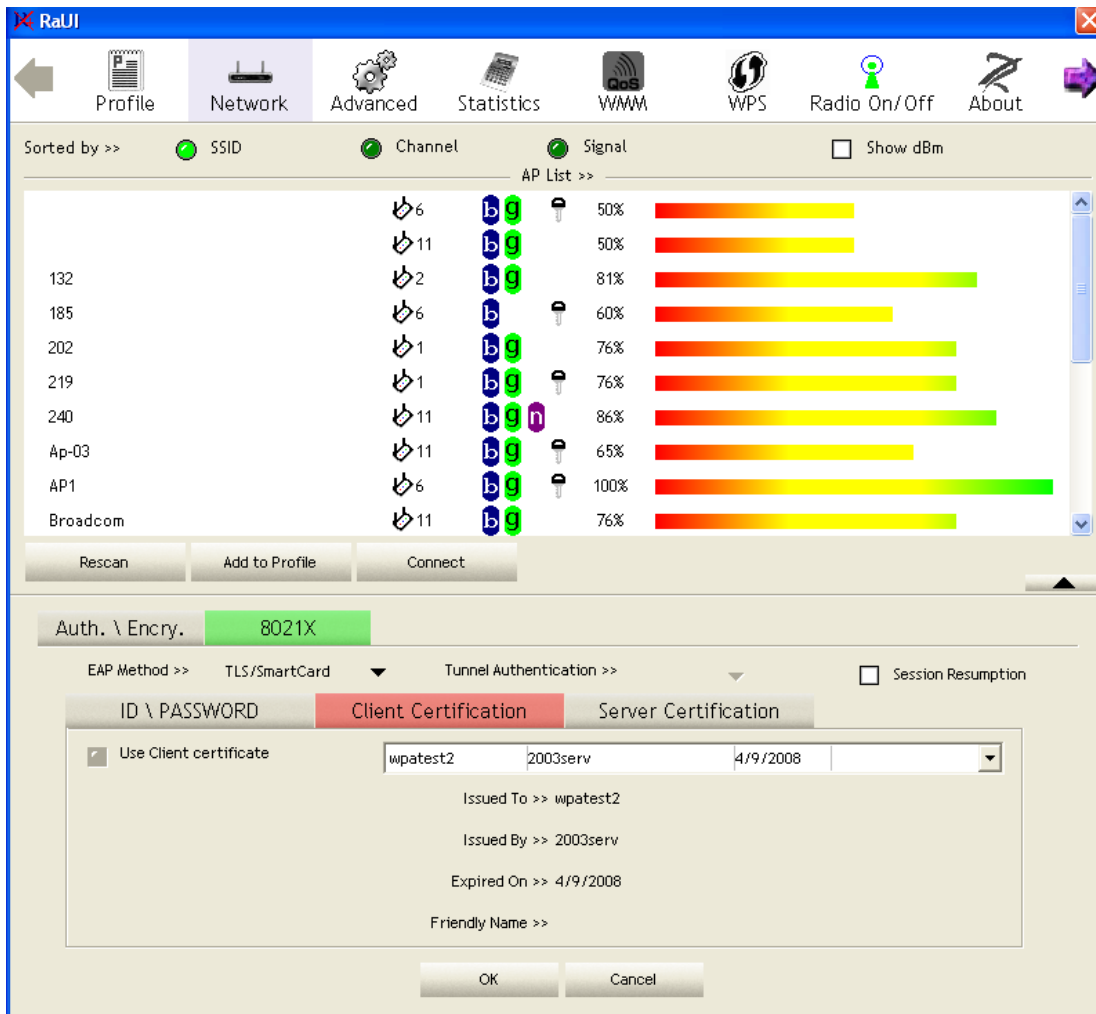 RaUI
Profile Network Advanced Statistics QoS WMM WPS Radio On/Off About
Sorted by >> SSID Channel Signal Show dBm
AP List >>
6 b g 50%
11 b g 50%
132 2 b g 81%
185 6 b 60%
202 1 b g 76%
219 1 b g 76%
240 11 b g n 86%
Ap-03 11 b g 65%
AP1 6 b g 100%
Broadcom 11 b g 76%
Rescan Add to Profile Connect
Auth. \ Encry. 8021X
EAP Method >> TLS/SmartCard Tunnel Authentication >> Session Resumption
ID \ PASSWORD Client Certification Server Certification
Use Client certificate wpatest2 2003serv 4/9/2008
Issued To >> wpatest2
Issued By >> 2003serv
Expired On >> 4/9/2008
Friendly Name >>
OK Cancel